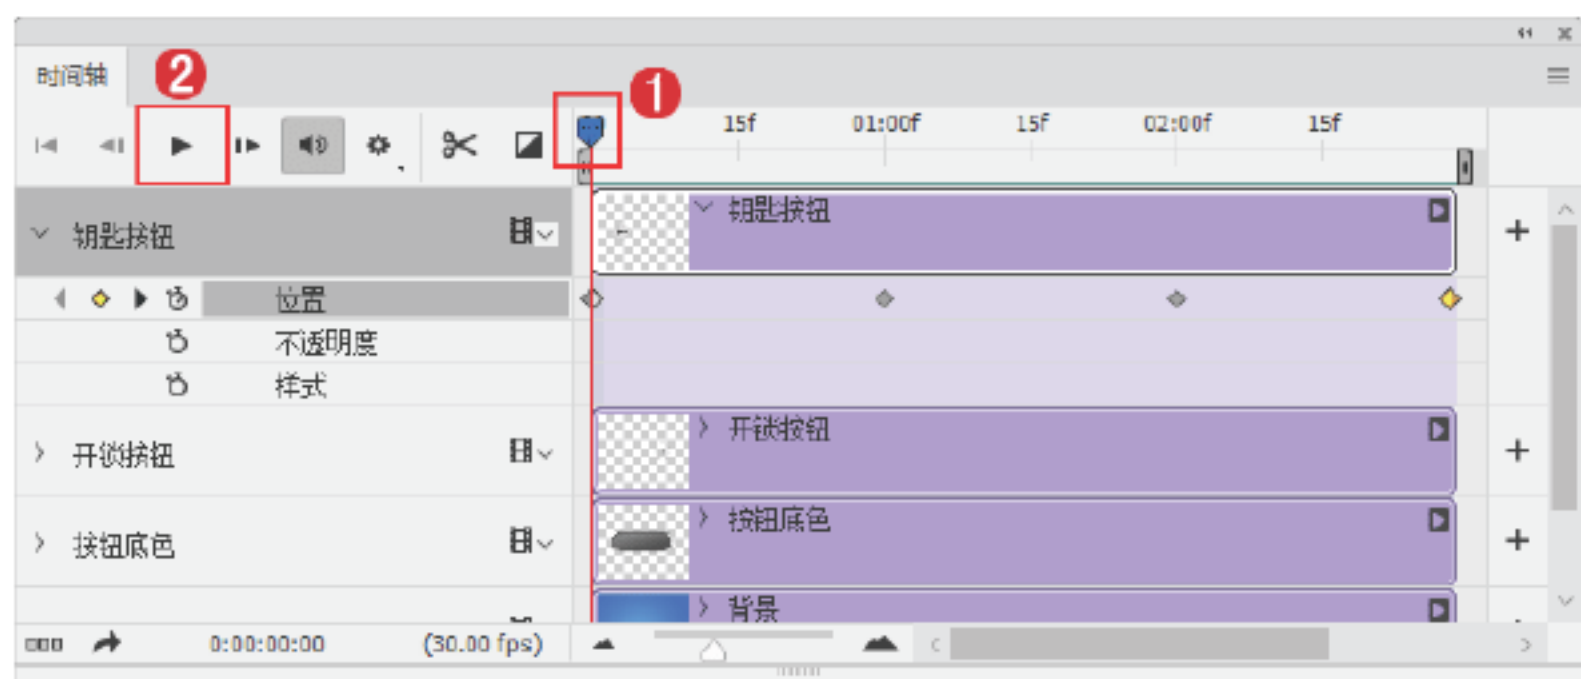 时间轴
2
1
15f 01:00f 15f 02:00f 15f
钥匙按钮
钥匙按钮
位置
不透明度
样式
开锁按钮
开锁按钮
按钮底色
按钮底色
背景
0:00:00:00 (30.00 fps)